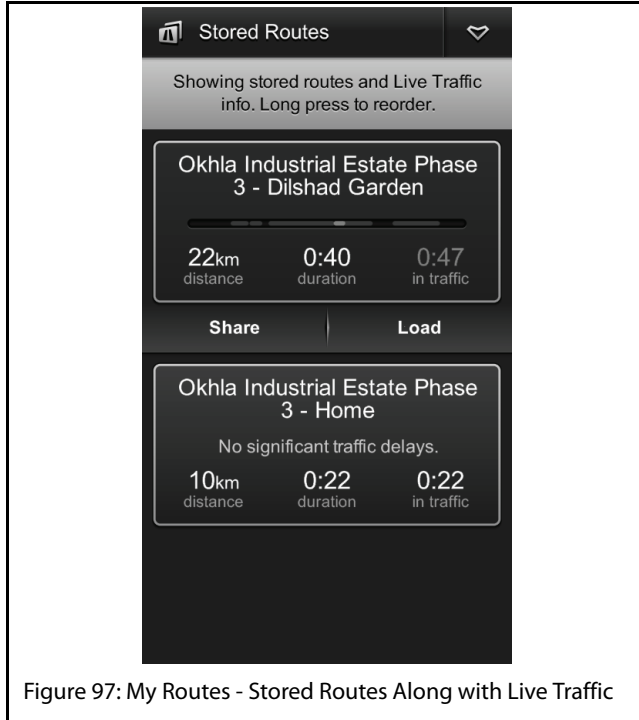 Stored Routes
Showing stored routes and Live Traffic
info. Long press to reorder.
Okhla Industrial Estate Phase
3 - Dilshad Garden
22km 0:40 0:47
distance duration in traffic
Share Load
Okhla Industrial Estate Phase
3 - Home
No significant traffic delays.
10km 0:22 0:22
distance duration in traffic
Figure 97: My Routes - Stored Routes Along with Live Traffic